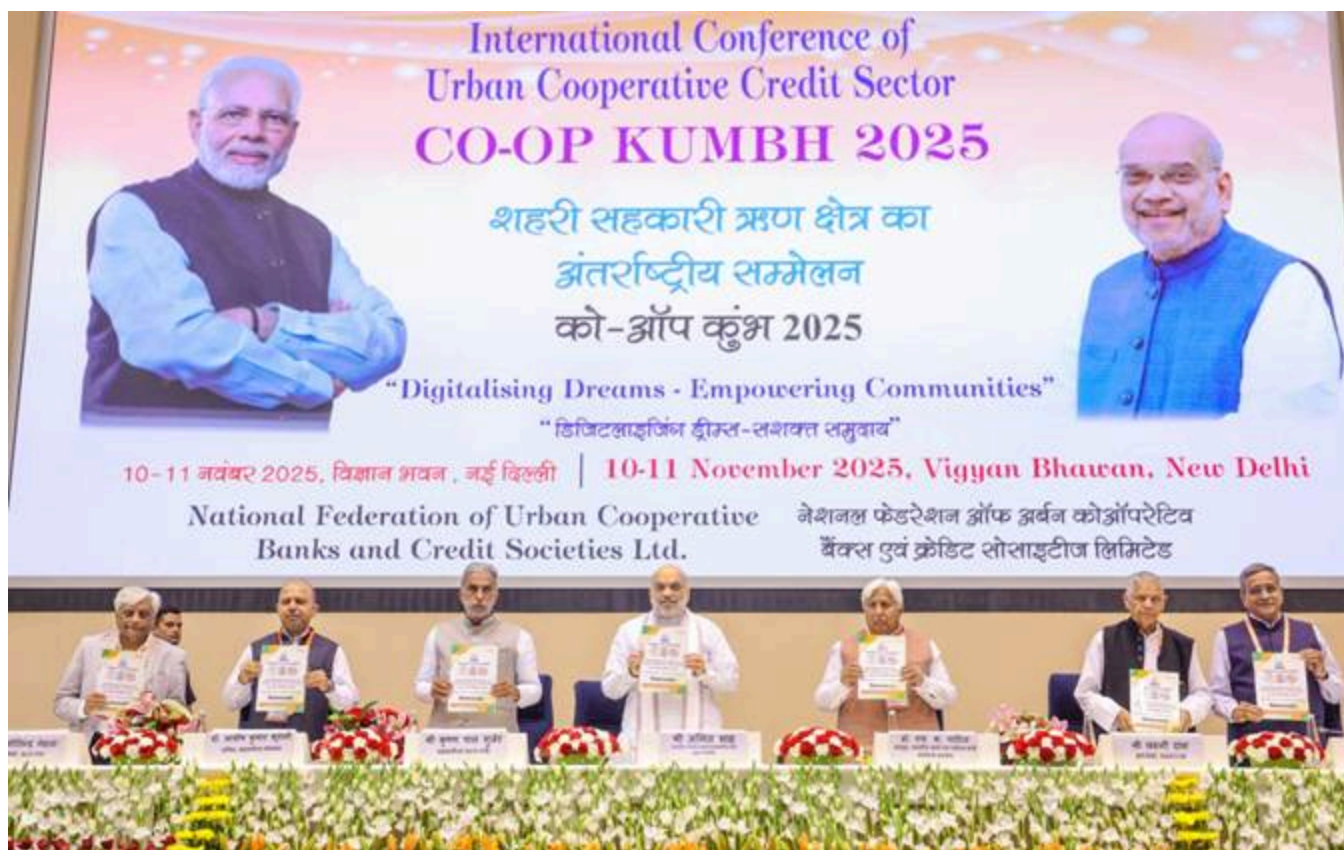 International Conference of
Urban Cooperative Credit Sector
CO-OP KUMBH 2025
शहरी सहकारी ऋण क्षेत्र का
अंतर्राष्ट्रीय सम्मेलन
को-ऑप कुंभ 2025
“Digitalising Dreams - Empowering Communities”
“डिजिटलाइजिंग ड्रीम्स-सशक्त समुदाय”
10-11 नवंबर 2025, विज्ञान भवन, नई दिल्ली | 10-11 November 2025, Vigyan Bhawan, New Delhi
National Federation of Urban Cooperative
Banks and Credit Societies Ltd.
नेशनल फेडरेशन ऑफ अर्बन कोऑपरेटिव
बैंक्स एवं क्रेडिट सोसाइटीज लिमिटेड
कृष्ण पाल गुर्जर
श्री अमित शाह